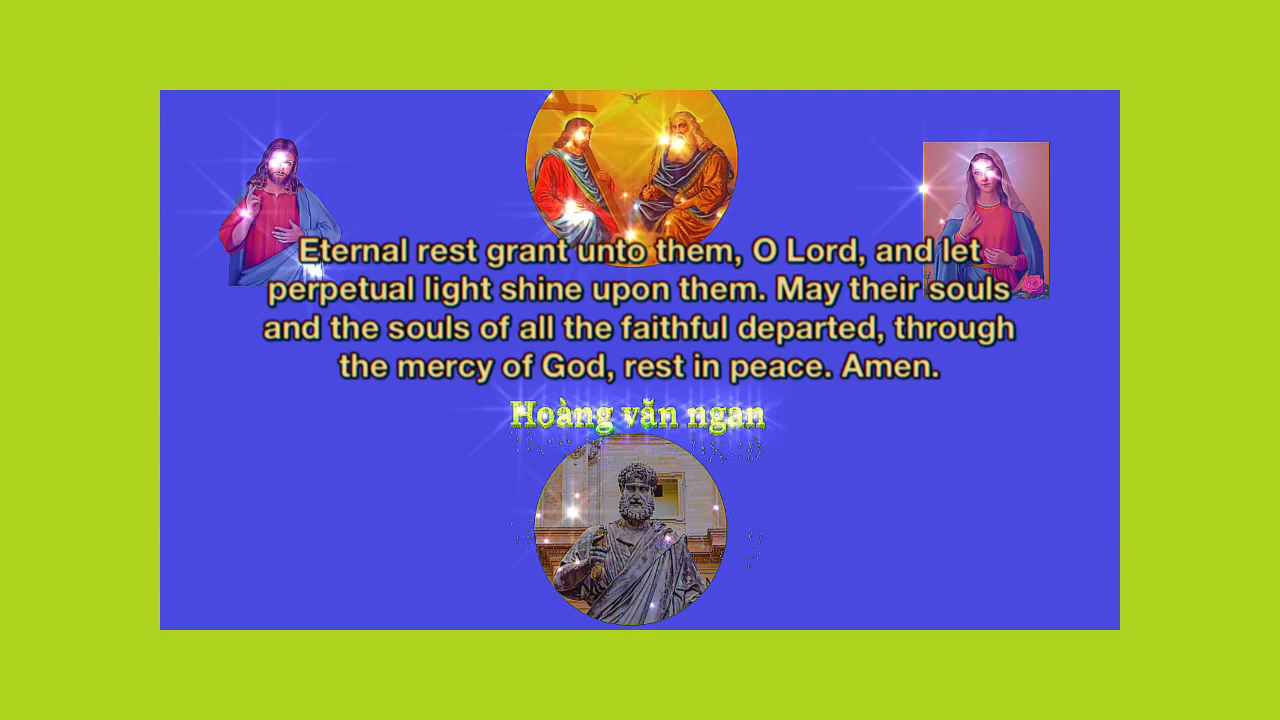 Eternal rest grant unto them, O Lord, and let
perpetual light shine upon them. May their souls
and the souls of all the faithful departed, through
the mercy of God, rest in peace. Amen.
Hoàng văn ngan